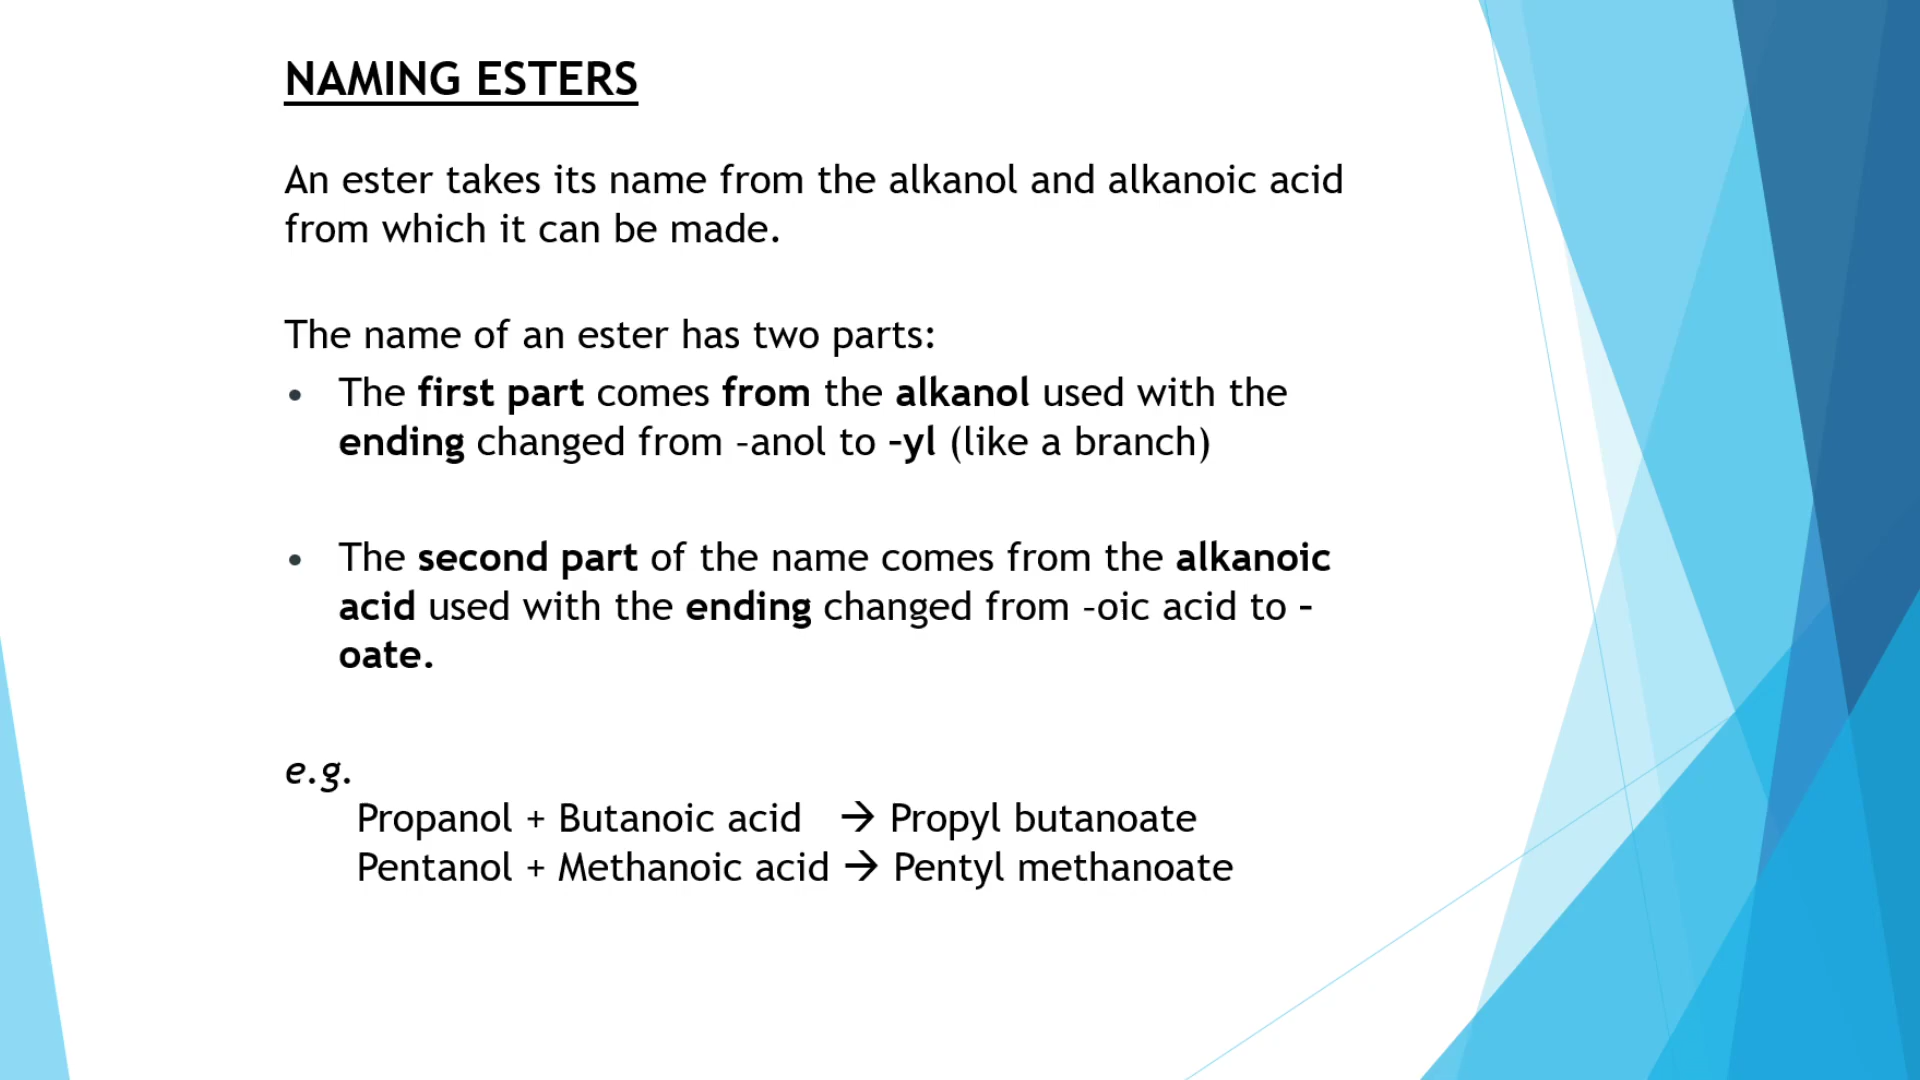 NAMING ESTERS
An ester takes its name from the alkanol and alkanoic acid
from which it can be made.
The name of an ester has two parts:
• The first part comes from the alkanol used with the
ending changed from –anol to –yl (like a branch)
• The second part of the name comes from the alkanoic
acid used with the ending changed from –oic acid to –
oate.
e.g.
Propanol + Butanoic acid → Propyl butanoate
Pentanol + Methanoic acid → Pentyl methanoate